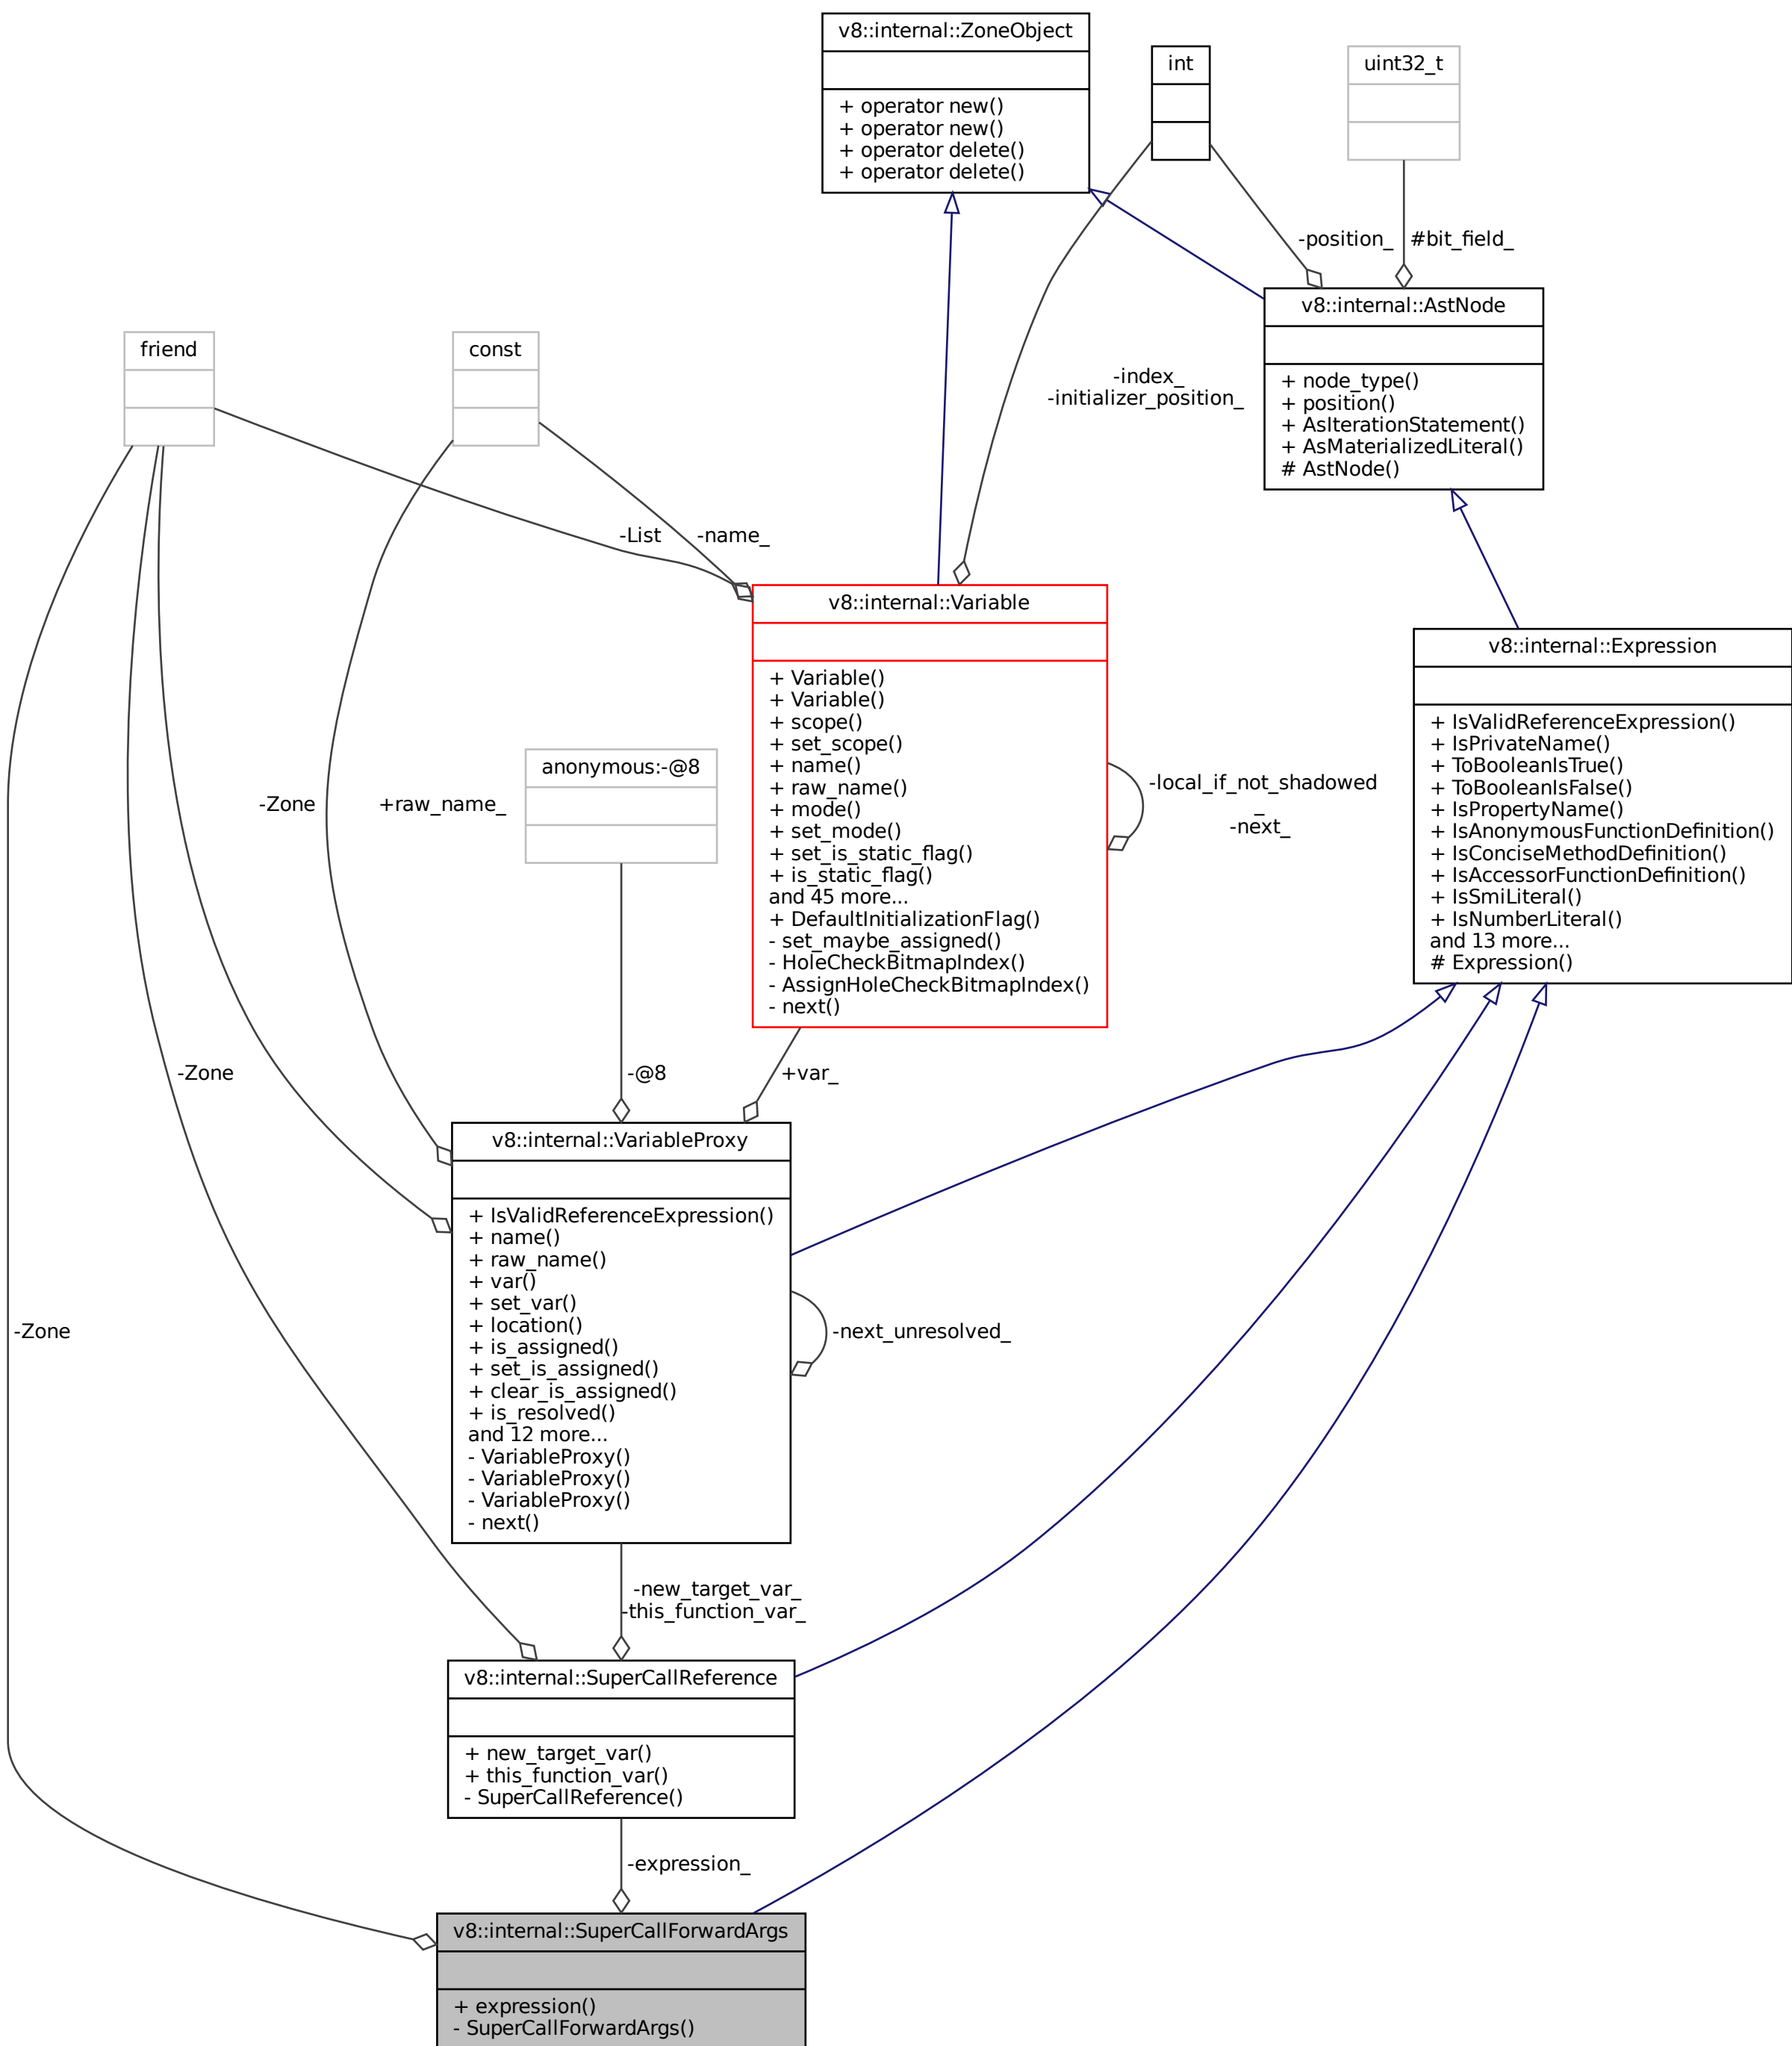 v8::internal::ZoneObject
+ operator new()
+ operator new()
+ operator delete()
+ operator delete()
int
uint32_t
-position_
#bit_field_
v8::internal::AstNode
+ node_type()
+ position()
+ AsIterationStatement()
+ AsMaterializedLiteral()
# AstNode()
friend
const
-index_
-initializer_position_
-List
-name_
v8::internal::Variable
+ Variable()
+ Variable()
+ scope()
+ set_scope()
+ name()
+ raw_name()
+ mode()
+ set_mode()
+ set_is_static_flag()
+ is_static_flag()
and 45 more...
+ DefaultInitializationFlag()
- set_maybe_assigned()
- HoleCheckBitmapIndex()
- AssignHoleCheckBitmapIndex()
- next()
-local_if_not_shadowed
_
-next_
v8::internal::Expression
+ IsValidReferenceExpression()
+ IsPrivateName()
+ ToBooleanIsTrue()
+ ToBooleanIsFalse()
+ IsPropertyName()
+ IsAnonymousFunctionDefinition()
+ IsConciseMethodDefinition()
+ IsAccessorFunctionDefinition()
+ IsSmiLiteral()
+ IsNumberLiteral()
and 13 more...
# Expression()
anonymous:-@8
-Zone
+raw_name_
-Zone
-@8
+var_
v8::internal::VariableProxy
+ IsValidReferenceExpression()
+ name()
+ raw_name()
+ var()
+ set_var()
+ location()
+ is_assigned()
+ set_is_assigned()
+ clear_is_assigned()
+ is_resolved()
and 12 more...
- VariableProxy()
- VariableProxy()
- VariableProxy()
- next()
-next_unresolved_
-Zone
-new_target_var_
-this_function_var_
v8::internal::SuperCallReference
+ new_target_var()
+ this_function_var()
- SuperCallReference()
-expression_
v8::internal::SuperCallForwardArgs
+ expression()
- SuperCallForwardArgs()